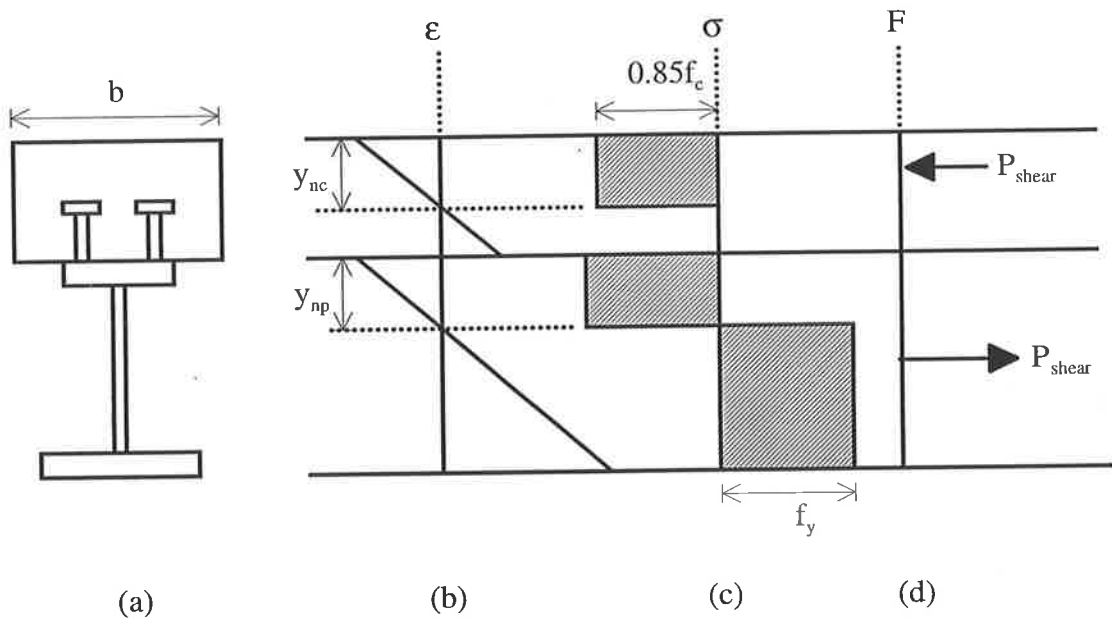 ε
σ
F
b
0.85f_c
y_nc
P_shear
y_np
P_shear
f_y
(a)
(b)
(c)
(d)